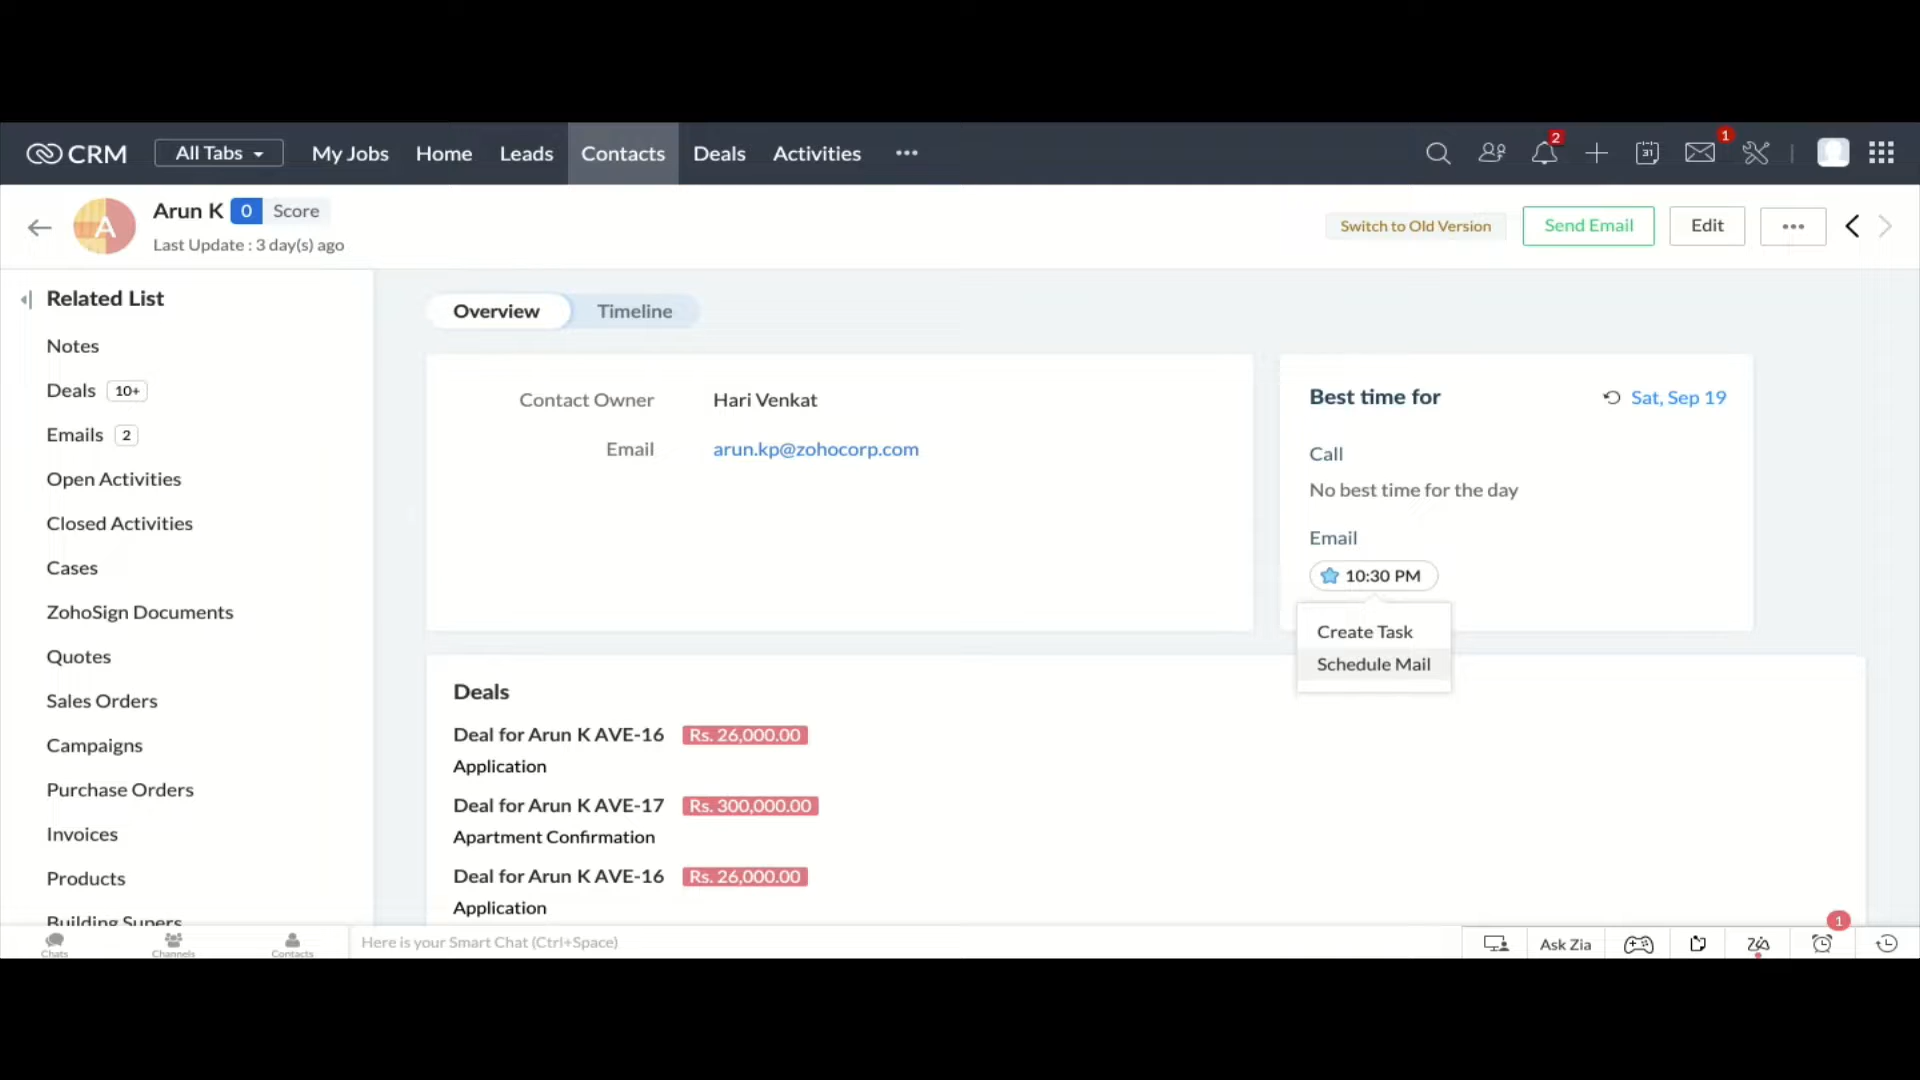 CRM
All Tabs
My Jobs
Home
Leads
Contacts
Deals
Activities
•••
2
31
1
A
Arun K 0 Score
Last Update : 3 day(s) ago
Switch to Old Version
Send Email
Edit
•••
Related List
Notes
Deals 10+
Emails 2
Open Activities
Closed Activities
Cases
ZohoSign Documents
Quotes
Sales Orders
Campaigns
Purchase Orders
Invoices
Products
Building Supers
Overview
Timeline
Contact Owner Hari Venkat
Email arun.kp@zohocorp.com
Best time for Sat, Sep 19
Call
No best time for the day
Email
10:30 PM
Create Task
Schedule Mail
Deals
Deal for Arun K AVE-16 Rs. 26,000.00
Application
Deal for Arun K AVE-17 Rs. 300,000.00
Apartment Confirmation
Deal for Arun K AVE-16 Rs. 26,000.00
Application
Chats
Channels
Contacts
Here is your Smart Chat (Ctrl+Space)
Ask Zia
1